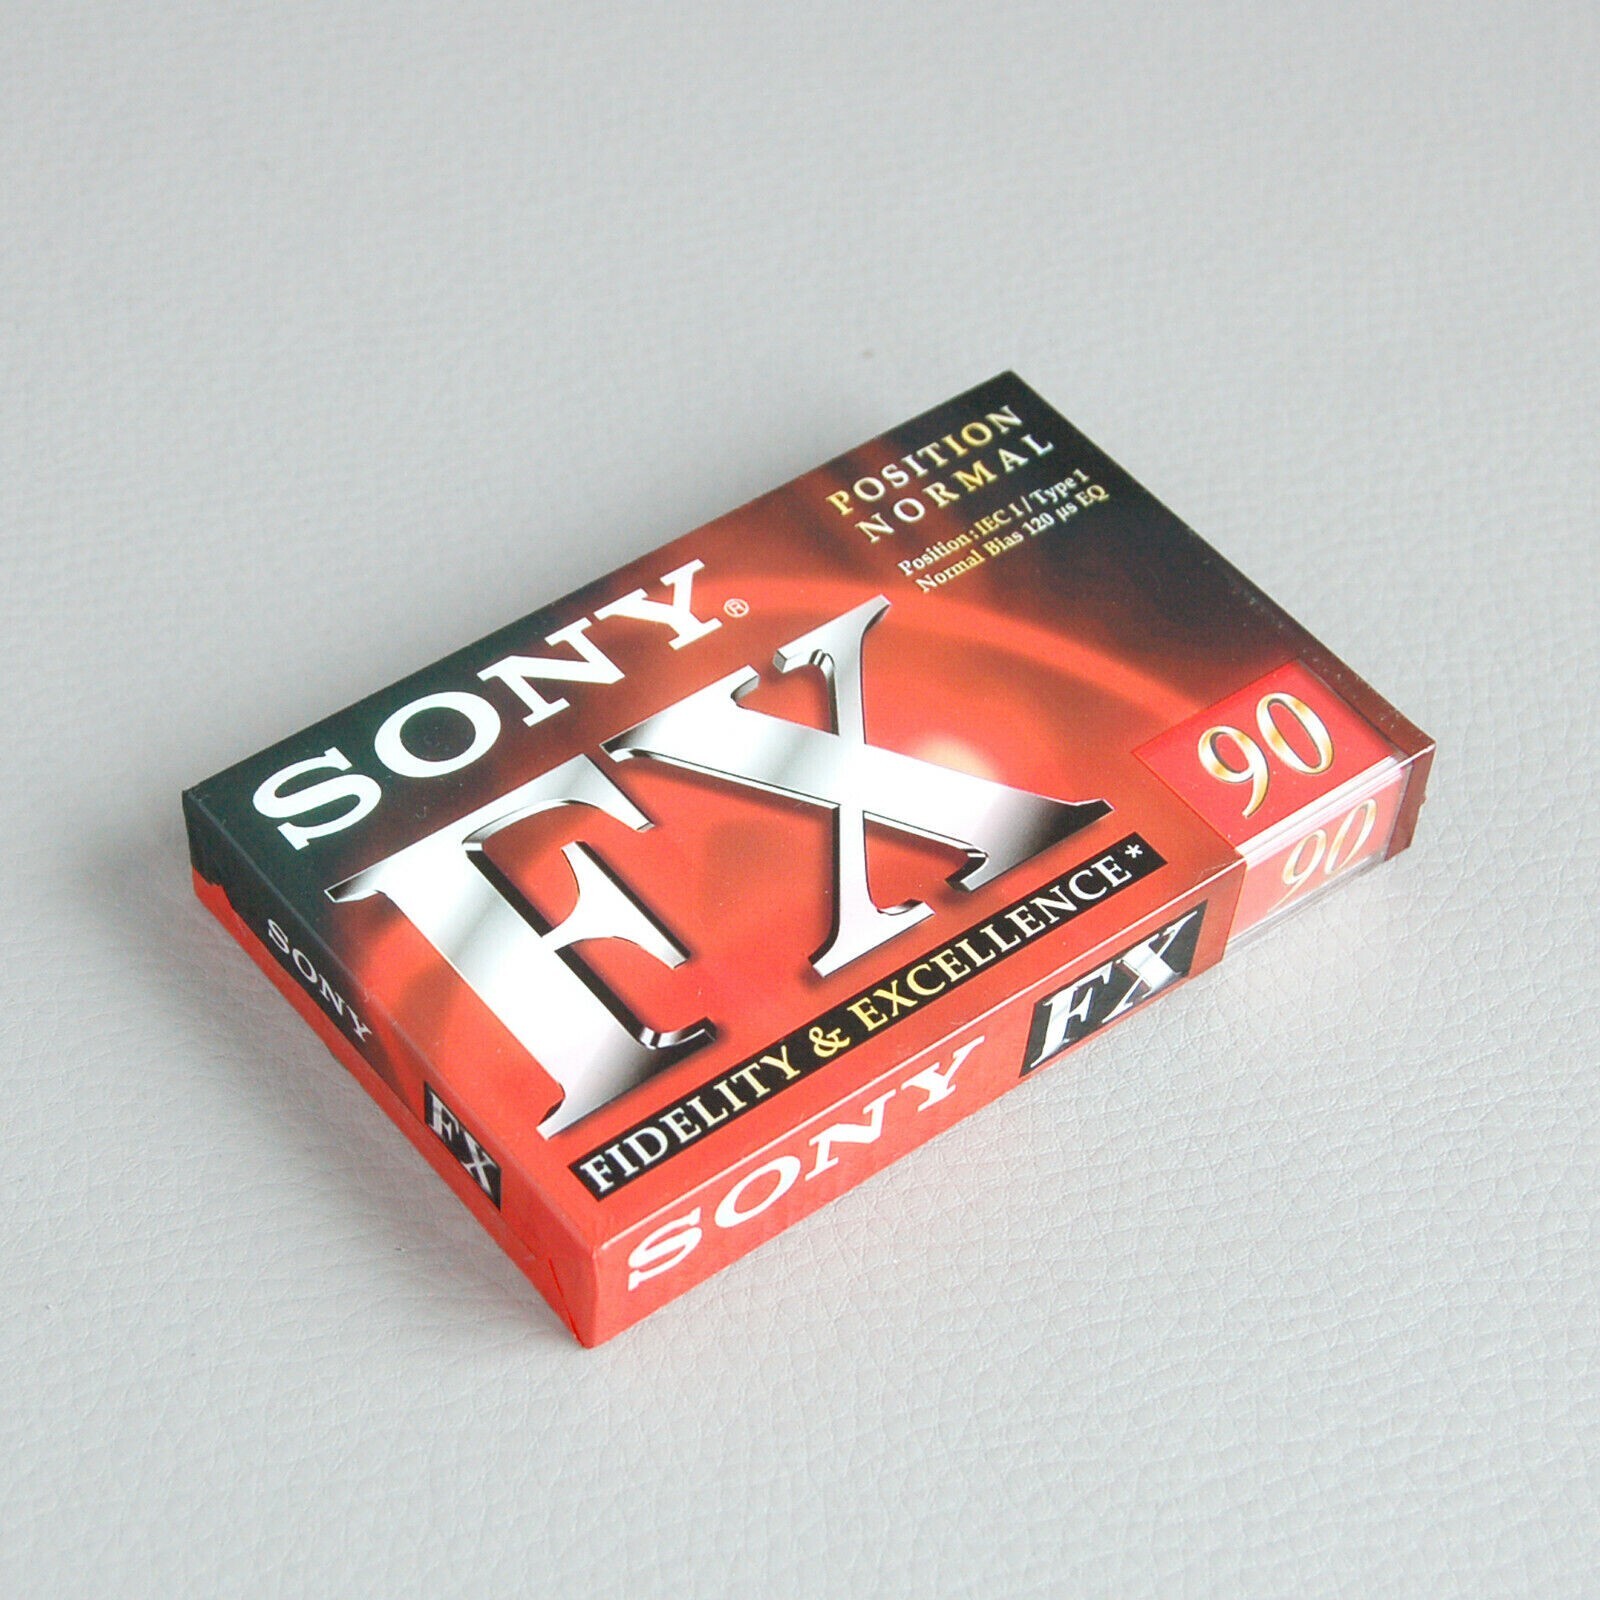 POSITION
NORMAL
Position: IEC I / Type I
Normal Bias 120 µs EQ
SONY®
FX
90
FIDELITY & EXCELLENCE*
90
SONY FX
SONY FX